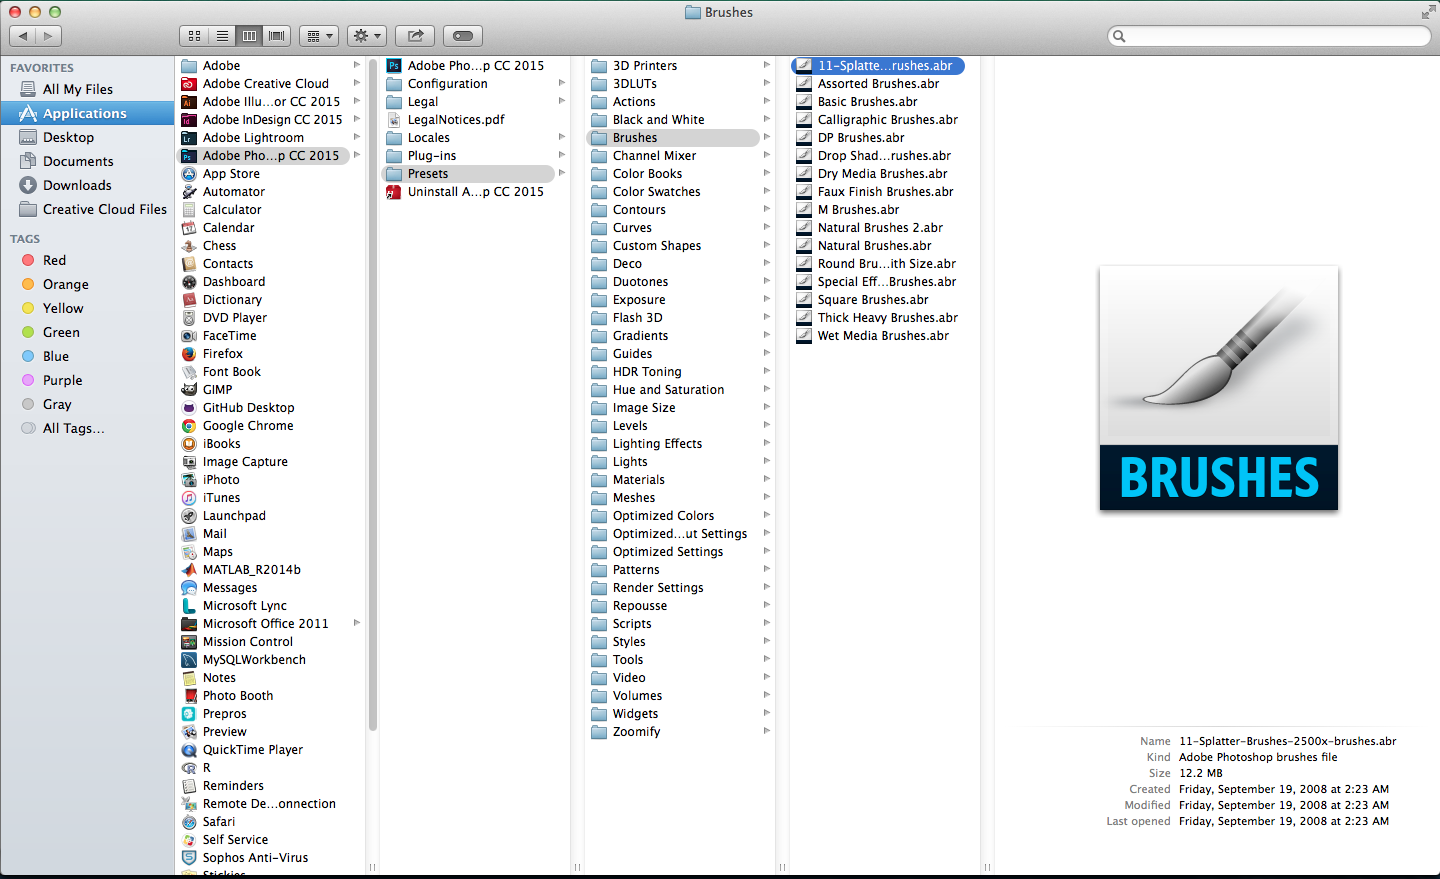 Brushes
FAVORITES
All My Files
Applications
Desktop
Documents
Downloads
Creative Cloud Files
TAGS
Red
Orange
Yellow
Green
Blue
Purple
Gray
All Tags...
Adobe
Adobe Creative Cloud
Adobe Illu...or CC 2015
Adobe InDesign CC 2015
Adobe Lightroom
Adobe Pho...p CC 2015
App Store
Automator
Calculator
Calendar
Chess
Contacts
Dashboard
Dictionary
DVD Player
FaceTime
Firefox
Font Book
GIMP
GitHub Desktop
Google Chrome
iBooks
Image Capture
iPhoto
iTunes
Launchpad
Mail
Maps
MATLAB_R2014b
Messages
Microsoft Lync
Microsoft Office 2011
Mission Control
MySQLWorkbench
Notes
Photo Booth
Prepros
Preview
QuickTime Player
R
Reminders
Remote De...onnection
Safari
Self Service
Sophos Anti-Virus
Stickies
Adobe Pho...p CC 2015
Configuration
Legal
LegalNotices.pdf
Locales
Plug-ins
Presets
Uninstall A...p CC 2015
3D Printers
3DLUTs
Actions
Black and White
Brushes
Channel Mixer
Color Books
Color Swatches
Contours
Curves
Custom Shapes
Deco
Duotones
Exposure
Flash 3D
Gradients
Guides
HDR Toning
Hue and Saturation
Image Size
Levels
Lighting Effects
Lights
Materials
Meshes
Optimized Colors
Optimized...ut Settings
Optimized Settings
Patterns
Render Settings
Repousse
Scripts
Styles
Tools
Video
Volumes
Widgets
Zoomify
11-Splatte...rushes.abr
Assorted Brushes.abr
Basic Brushes.abr
Calligraphic Brushes.abr
DP Brushes.abr
Drop Shad...rushes.abr
Dry Media Brushes.abr
Faux Finish Brushes.abr
M Brushes.abr
Natural Brushes 2.abr
Natural Brushes.abr
Round Bru...ith Size.abr
Special Eff...Brushes.abr
Square Brushes.abr
Thick Heavy Brushes.abr
Wet Media Brushes.abr
BRUSHES
Name 11-Splatter-Brushes-2500x-brushes.abr
Kind Adobe Photoshop brushes file
Size 12.2 MB
Created Friday, September 19, 2008 at 2:23 AM
Modified Friday, September 19, 2008 at 2:23 AM
Last opened Friday, September 19, 2008 at 2:23 AM